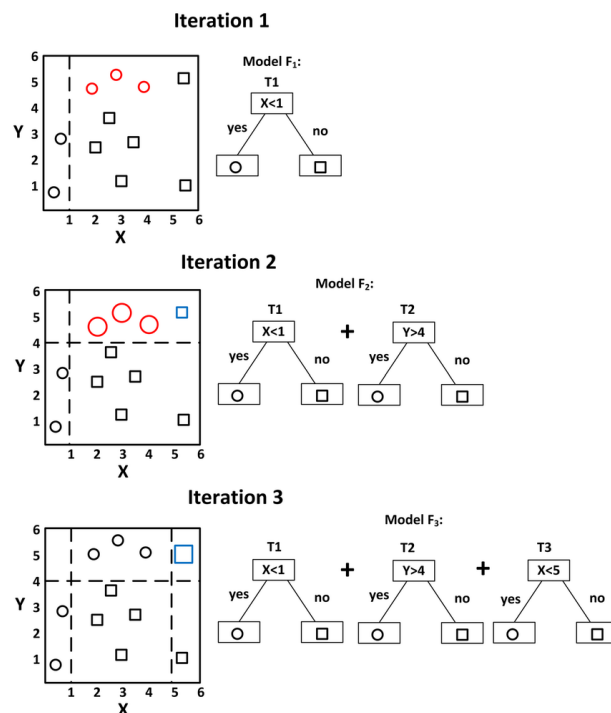 Iteration 1
Model F₁:
T1
X<1
yes
no
6
5
4
3
2
1
Y
1 2 3 4 5 6
X
Iteration 2
Model F₂:
T1 T2
X<1 + Y>4
yes no yes no
6
5
4
3
2
1
Y
1 2 3 4 5 6
X
Iteration 3
Model F₃:
T1 T2 T3
X<1 + Y>4 + X<5
yes no yes no yes no
6
5
4
3
2
1
Y
1 2 3 4 5 6
X